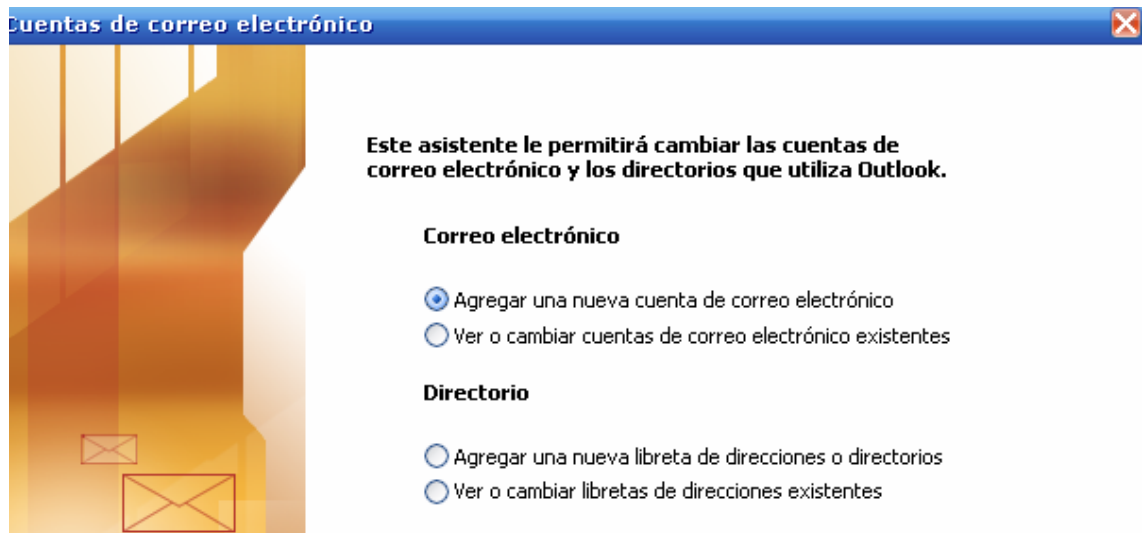 Cuentas de correo electrónico
Este asistente le permitirá cambiar las cuentas de
correo electrónico y los directorios que utiliza Outlook.
Correo electrónico
Agregar una nueva cuenta de correo electrónico
Ver o cambiar cuentas de correo electrónico existentes
Directorio
Agregar una nueva libreta de direcciones o directorios
Ver o cambiar libretas de direcciones existentes